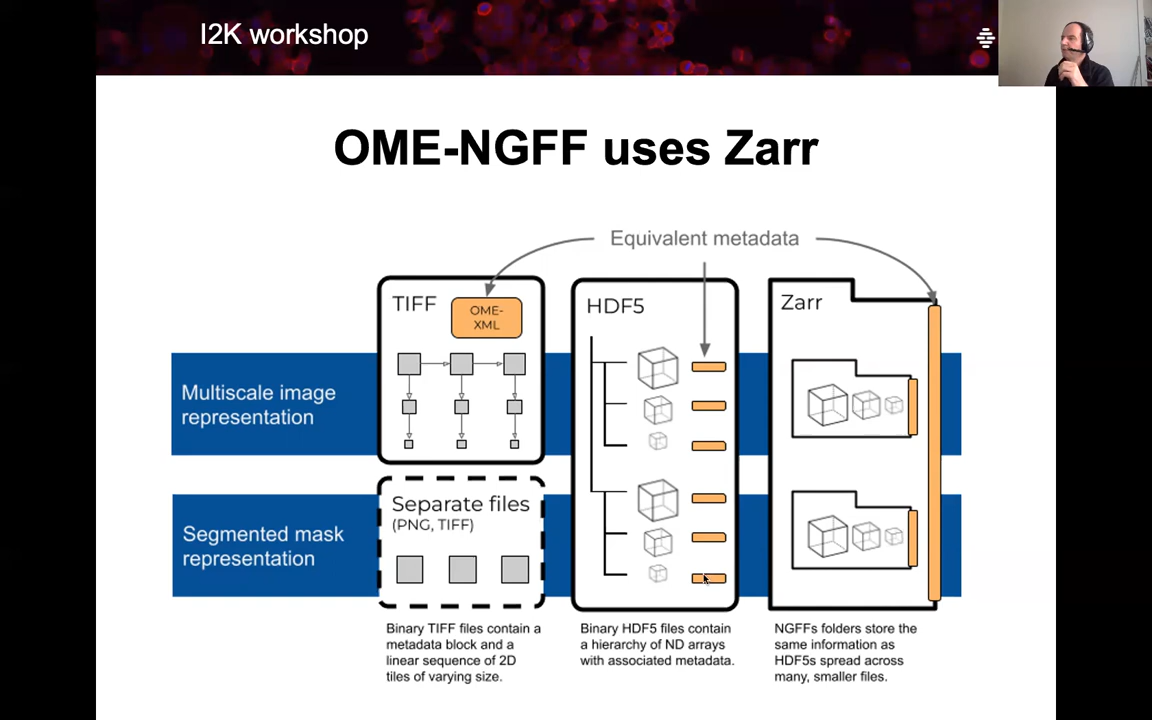 I2K workshop
OME-NGFF uses Zarr
Equivalent metadata
TIFF
OME-
XML
HDF5
Zarr
Multiscale image
representation
Separate files
(PNG, TIFF)
Segmented mask
representation
Binary TIFF files contain a
metadata block and a
linear sequence of 2D
tiles of varying size.
Binary HDF5 files contain
a hierarchy of ND arrays
with associated metadata.
NGFFs folders store the
same information as
HDF5s spread across
many, smaller files.